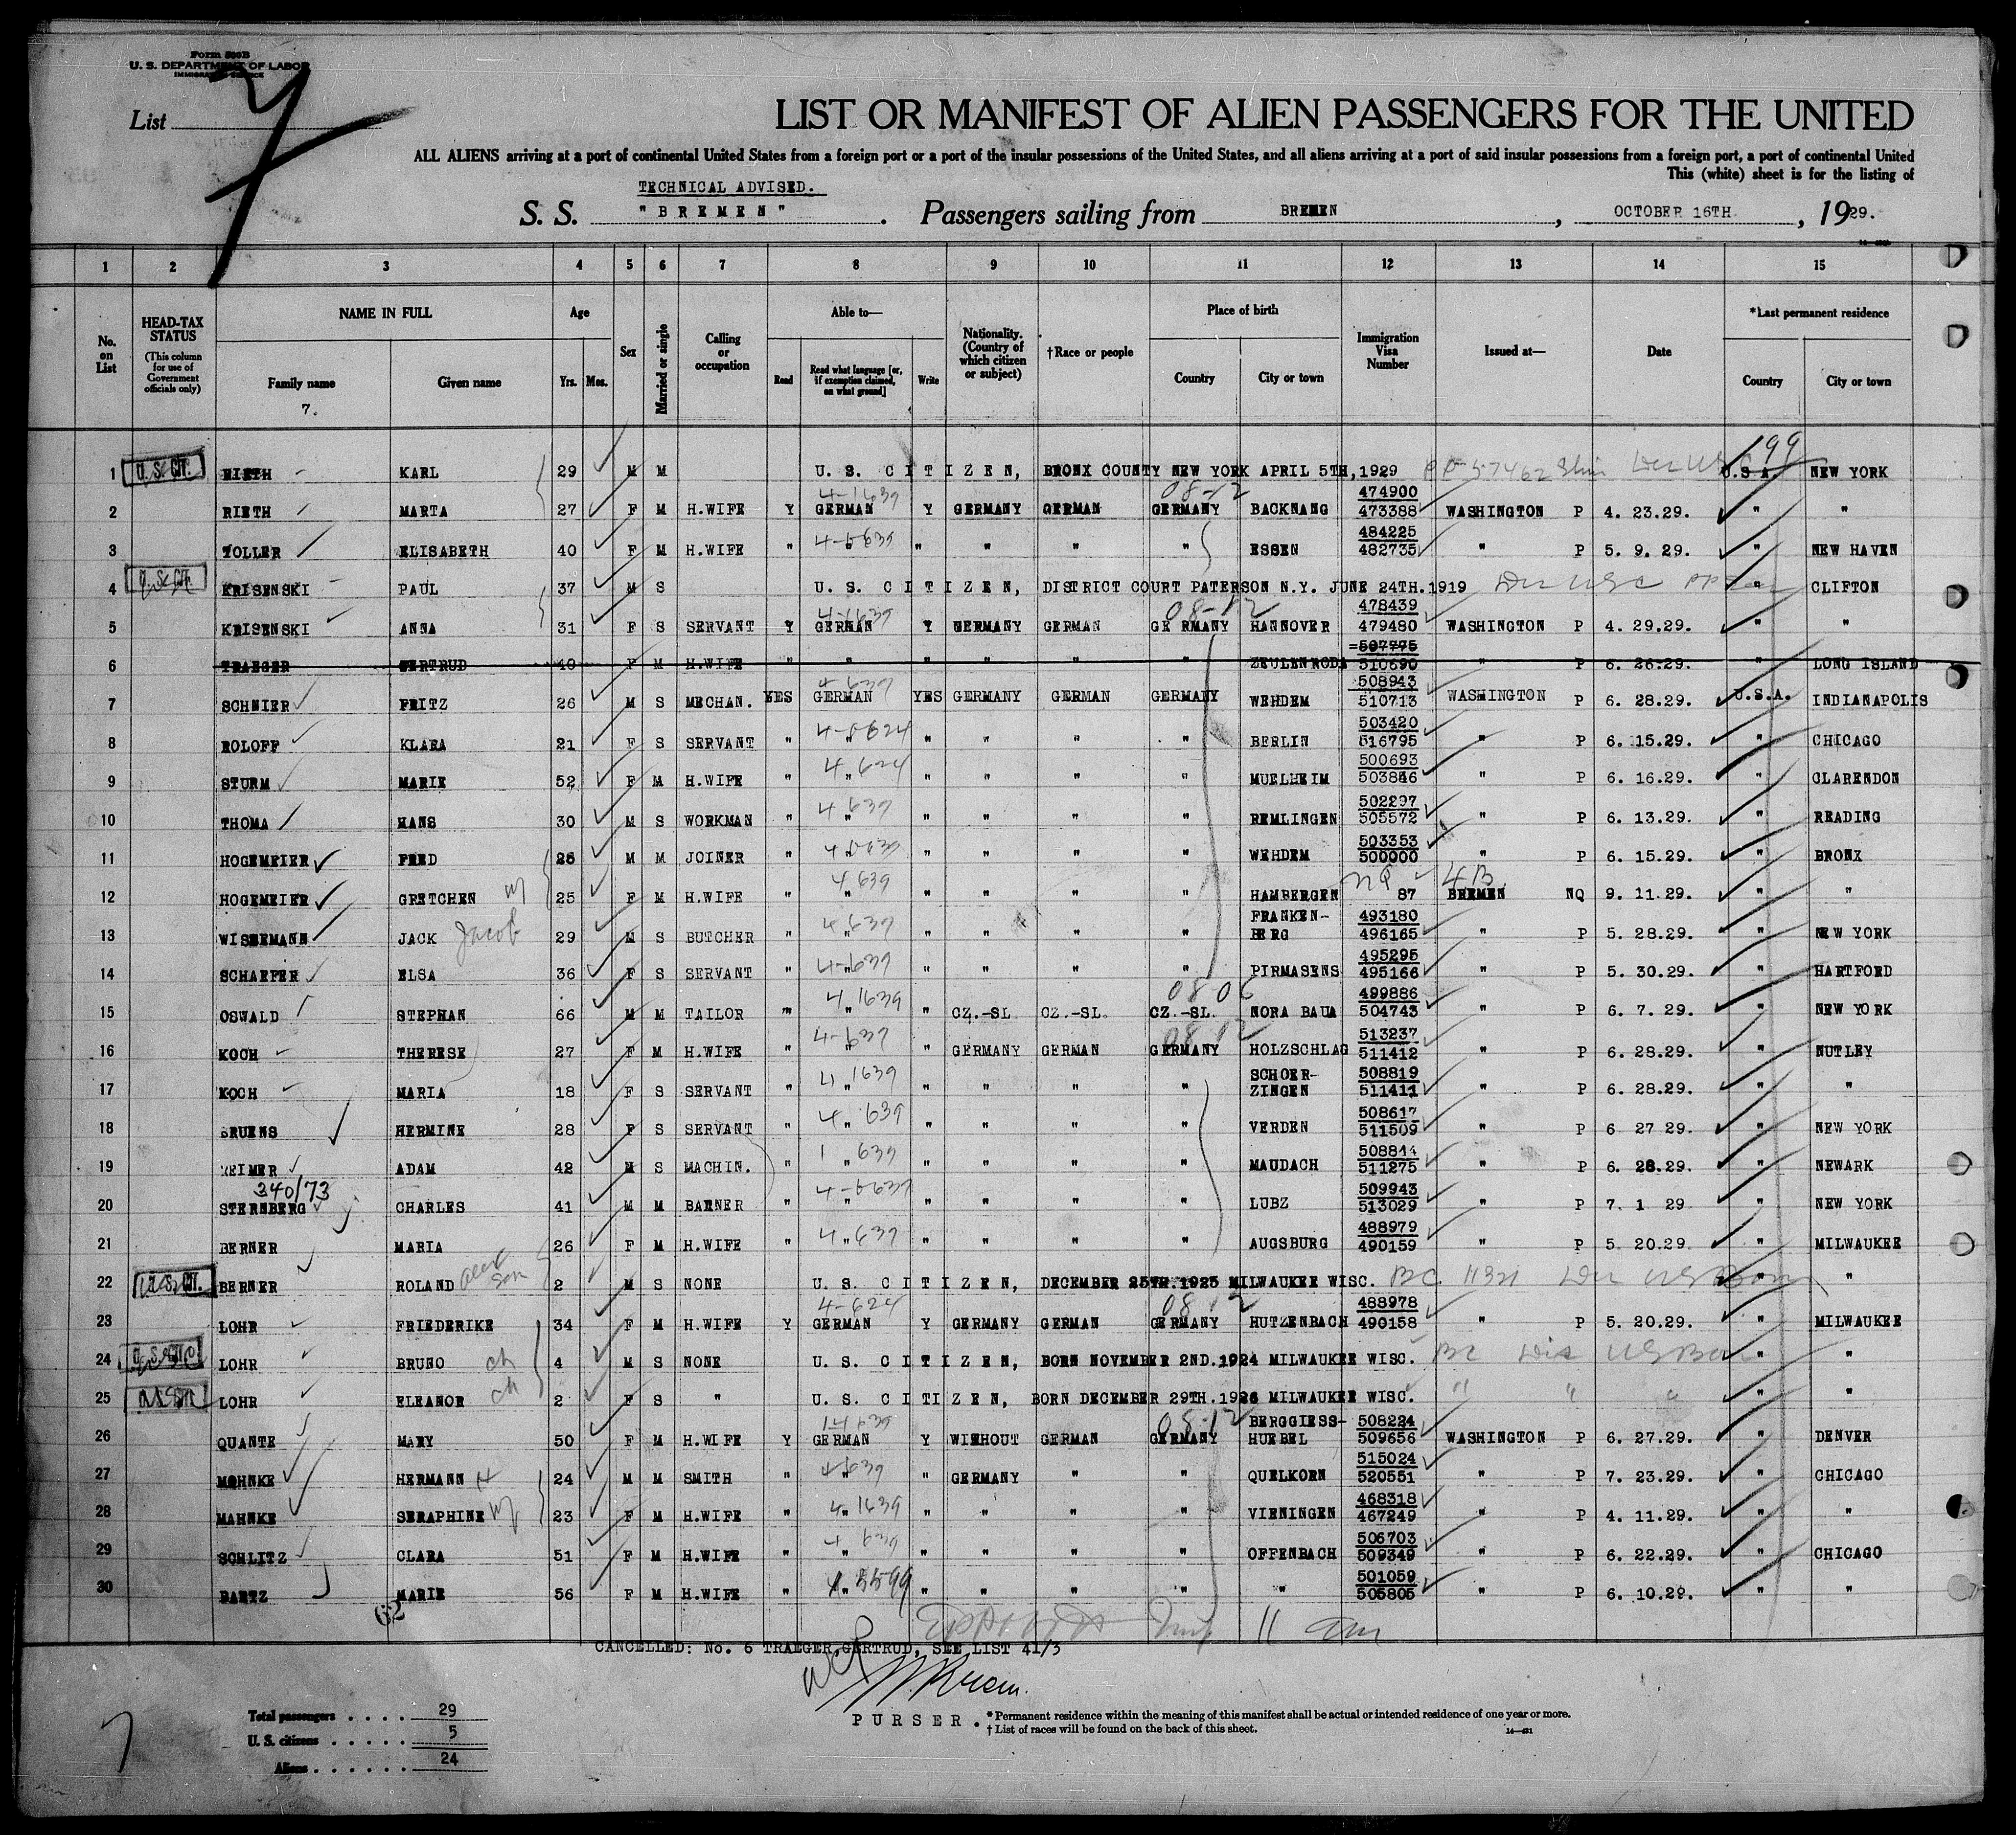 Form 500B
U. S. DEPARTMENT OF LABOR
IMMIGRATION SERVICE
List 7
LIST OR MANIFEST OF ALIEN PASSENGERS FOR THE UNITED
ALL ALIENS arriving at a port of continental United States from a foreign port or a port of the insular possessions of the United States, and all aliens arriving at a port of said insular possessions from a foreign port, a port of continental United
This (white) sheet is for the listing of
TECHNICAL ADVISED.
S. S. "BREMEN". Passengers sailing from BREMEN, OCTOBER 16TH, 1929.
1 2 3 4 5 6 7 8 9 10 11 12 13 14 15
No. on List
HEAD-TAX STATUS (This column for use of Government officials only)
NAME IN FULL
Family name
7.
Given name
Age
Yrs. Mos.
Sex
Married or single
Calling or occupation
Able to—
Read
Read what language [or, if exemption claimed, on what ground]
Write
Nationality. (Country of which citizen or subject)
†Race or people
Place of birth
Country
City or town
Immigration Visa Number
Issued at—
Date
*Last permanent residence
Country
City or town
199
1 U.S. CIT. RIETH KARL 29 M M U. S. CITIZEN, BRONX COUNTY NEW YORK APRIL 5TH, 1929 U.S.A. NEW YORK
2 RIETH MARTA 27 F M H.WIFE Y GERMAN Y GERMANY GERMAN GERMANY BACKNANG 474900 473388 WASHINGTON P 4. 23.29. " "
3 TOLLER ELISABETH 40 F M H.WIFE " " " " " " ESSEN 484225 482735 " P 5. 9. 29. " NEW HAVEN
4 KRISENSKI PAUL 37 M S U. S. CITIZEN, DISTRICT COURT PATERSON N.Y. JUNE 24TH.1919 " CLIFTON
5 KRISENSKI ANNA 31 F S SERVANT Y GERMAN Y GERMANY GERMAN GE RMANY HANNOVER 478439 479480 WASHINGTON P 4. 29.29. " "
6 TRAEGER GERTRUD 40 F M H.WIFE " " " " " " ZEULENRODA 507775 510690 " P 6. 26.29. " LONG ISLAND
7 SCHNIER FRITZ 26 M S MECHAN. YES GERMAN YES GERMANY GERMAN GERMANY WEHDEM 508943 510713 WASHINGTON P 6. 28.29. U.S.A. INDIANAPOLIS
8 ROLOFF KLARA 21 F S SERVANT " " " " " " BERLIN 503420 516795 " P 6. 15.29. " CHICAGO
9 STURM MARIE 52 F M H.WIFE " " " " " " MUELHEIM 500693 503846 " P 6. 16.29. " CLARENDON
10 THOMA HANS 30 M S WORKMAN " " " " " " REMLINGEN 502297 505572 " P 6. 13.29. " READING
11 HOGEMEIER FRED 26 M M JOINER " " " " " " WEHDEM 503353 500000 " P 6. 15.29. " BRONX
12 HOGEMEIER GRETCHEN wf 25 F M H.WIFE " " " " " " HAMBERGEN NQ 87 4B BREMEN NQ 9. 11.29. " "
13 WISEMANN JACK Jacob 29 M S BUTCHER " " " " " " FRANKEN-BERG 493180 496165 " P 5. 28.29. " NEW YORK
14 SCHAEFER ELSA 36 F S SERVANT " " " " " " PIRMASENS 495295 495166 " P 5. 30.29. " HARTFORD
15 OSWALD STEPHAN 66 M M TAILOR " " " CZ.-SL CZ.-SL. CZ.-SL. NORA BAUA 499886 504743 " P 6. 7. 29. " NEW YORK
16 KOCH THERESE 27 F M H.WIFE " " " GERMANY GERMAN GERMANY HOLZSCHLAG 513237 511412 " P 6. 28.29. " NUTLEY
17 KOCH MARIA 18 F S SERVANT " " " " " " SCHOER-ZINGEN 508819 511411 " P 6. 28.29. " "
18 BRUENS HERMINE 28 F S SERVANT " " " " " " VERDEN 508617 511509 " P 6 27 29. " NEW YORK
19 REIMER ADAM 42 M S MACHIN. " " " " " " MAUDACH 508814 511275 " P 6. 28.29. " NEWARK
340/73
20 STERNBERG CHARLES 41 M M BARNER " " " " " " LUBZ 509943 513029 " P 7. 1 29 " NEW YORK
21 BERNER MARIA 26 F M H.WIFE " " " " " " AUGSBURG 488979 490159 " P 5 20.29 " MILWAUKEE
22 BERNER ROLAND son 2 M S NONE U. S. CITIZEN, DECEMBER 25TH.1925 MILWAUKEE WISC. " "
23 LOHR FRIEDERIKE 34 F M H.WIFE Y GERMAN Y GERMANY GERMAN GERMANY HUTZENBACH 488978 490158 " P 5. 20.29. " MILWAUKEE
24 LOHR BRUNO ch 4 M S NONE U. S. CITIZEN, BORN NOVEMBER 2ND.1924 MILWAUKEE WISC. " "
25 LOHR ELEANOR ch 2 F S " U. S. CITIZEN, BORN DECEMBER 29TH.1926 MILWAUKEE WISC. " "
26 QUANTE MARY 50 F M H.WIFE Y GERMAN Y WIEHOUT GERMAN GERMANY BERGGIESS-HUEBEL 508224 509656 WASHINGTON P 6. 27.29. " DENVER
27 MOHNKE HERMANN H 24 M M SMITH " " " GERMANY " " QUELKORN 515024 520551 " P 7. 23.29. " CHICAGO
28 MAHNKE SERAPHINE wf 23 F M H.WIFE " " " " " " VIENINGEN 468318 467249 " P 4. 11.29. " "
29 SCHLITZ CLARA 51 F M H.WIFE " " " " " " OFFENBACH 506703 509349 " P 6. 22.29. " CHICAGO
30 BARTZ MARIE 56 F M H.WIFE " " " " " " " 501059 505805 " P 6. 10.29. " "
62
CANCELLED: No. 6 TRAEGER,GERTRUD, SEE LIST 41/3
PURSER.
Total passengers . . . . 29
U. S. citizens . . . . . 5
Aliens . . . . . . 24
* Permanent residence within the meaning of this manifest shall be actual or intended residence of one year or more.
† List of races will be found on the back of this sheet.